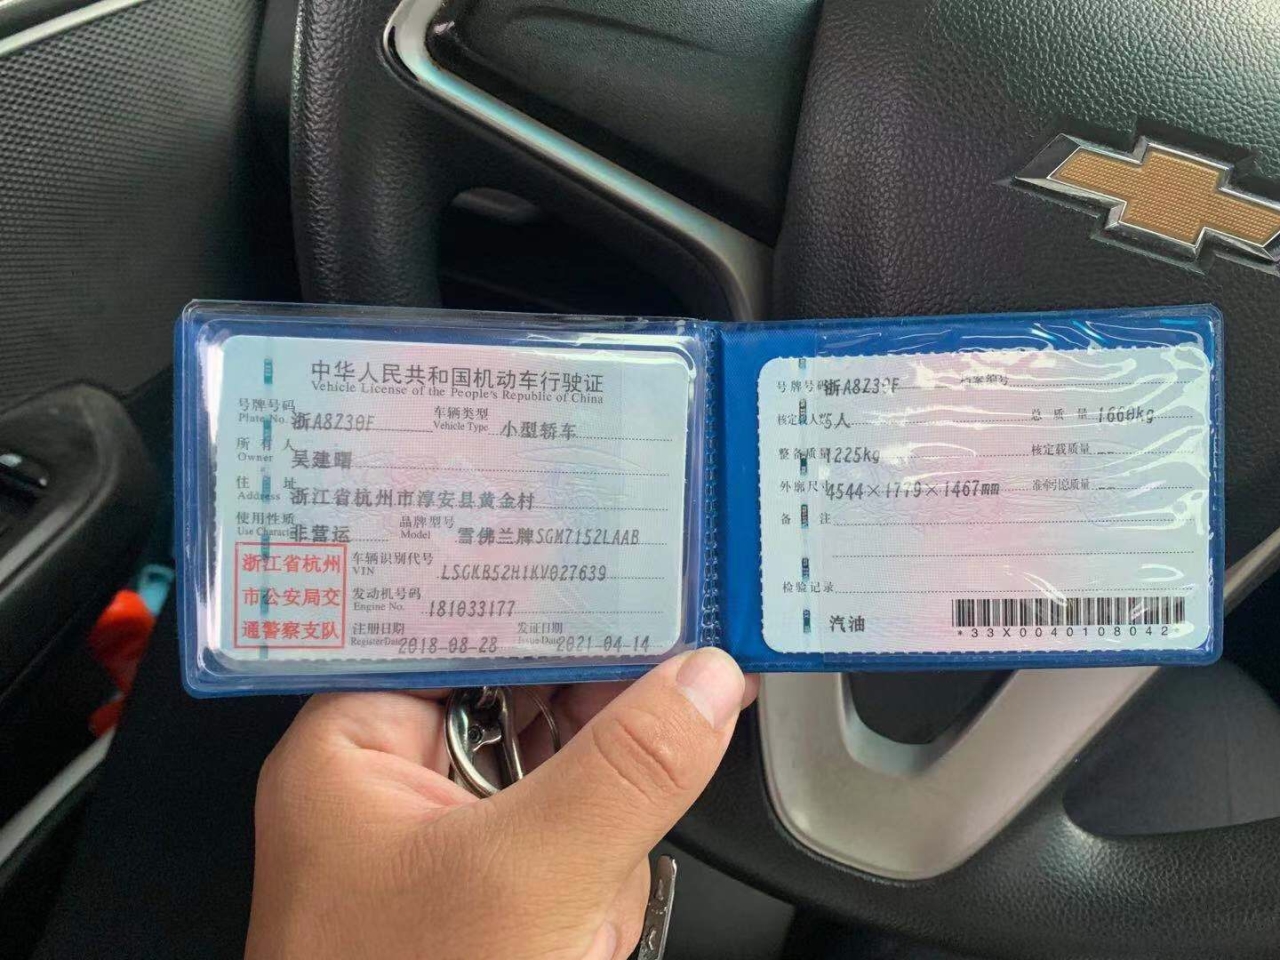 中华人民共和国机动车行驶证
Vehicle License of the People's Republic of China
号牌号码 浙A8Z39F 车辆类型 小型轿车
Plate No. Vehicle Type
所有人 吴建曙
Owner
住址 浙江省杭州市淳安县黄金村
Address
使用性质 非营运 品牌型号 雪佛兰牌SGM7152LAAB
Use Charact Model
浙江省杭州
市公安局交
通警察支队
车辆识别代号 LSGKB52H1KV027639
VIN
发动机号码 181033177
Engine No.
注册日期 2018-08-28 发证日期 2021-04-14
Register Date Issue Date
号牌号码 浙A8Z39F 档案编号
核定载人数 5人 总质量 1660kg
整备质量 1225kg 核定载质量 --
外廓尺寸 4544×1779×1467mm 准牵引总质量 --
备注
检验记录
汽油
*33X0040108042*